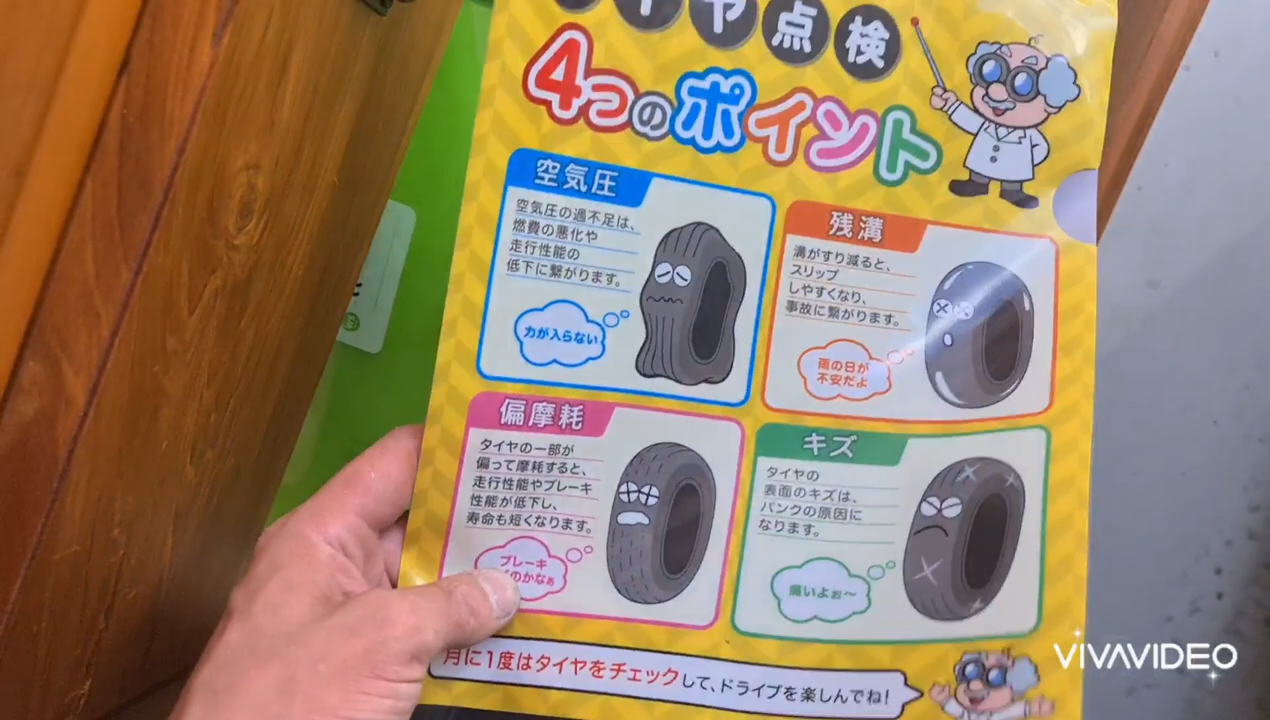 イヤ点検
4つのポイント
空気圧
空気圧の過不足は、
燃費の悪化や
走行性能の
低下に繋がります。
力が入らない
残溝
溝がすり減ると、
スリップ
しやすくなり、
事故に繋がります。
雨の日が
不安だよ
偏摩耗
タイヤの一部が
偏って摩耗すると、
走行性能やブレーキ
性能が低下し、
寿命も短くなります。
ブレーキ
のかなぁ
キズ
タイヤの
表面のキズは、
パンクの原因に
なります。
痛いよぉ〜
月に1度はタイヤをチェックして、ドライブを楽しんでね!
VIVAVIDEO